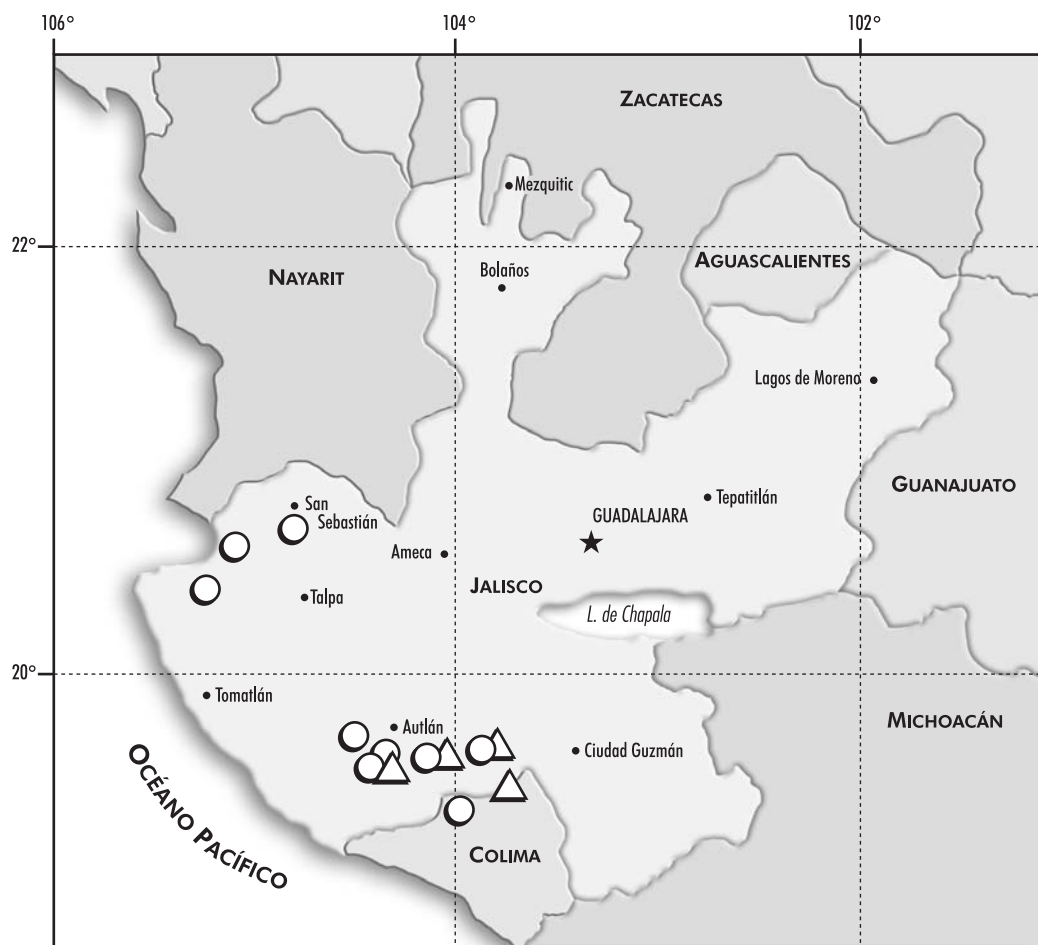 106°
104°
102°
ZACATECAS
Mezquitic
22°
AGUASCALIENTES
NAYARIT
Bolaños
Lagos de Moreno
GUANAJUATO
Tepatitlán
San
Sebastián
GUADALAJARA
Ameca
JALISCO
Talpa
L. de Chapala
20°
Tomatlán
MICHOACÁN
Autlán
Ciudad Guzmán
OCÉANO PACÍFICO
COLIMA